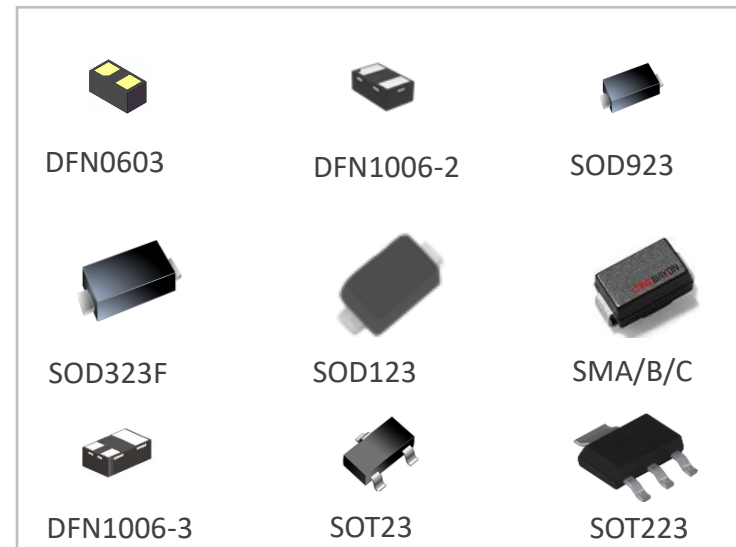 DFN0603
DFN1006-2
SOD923
SOD323F
SOD123
SMA/B/C
DFN1006-3
SOT23
SOT223